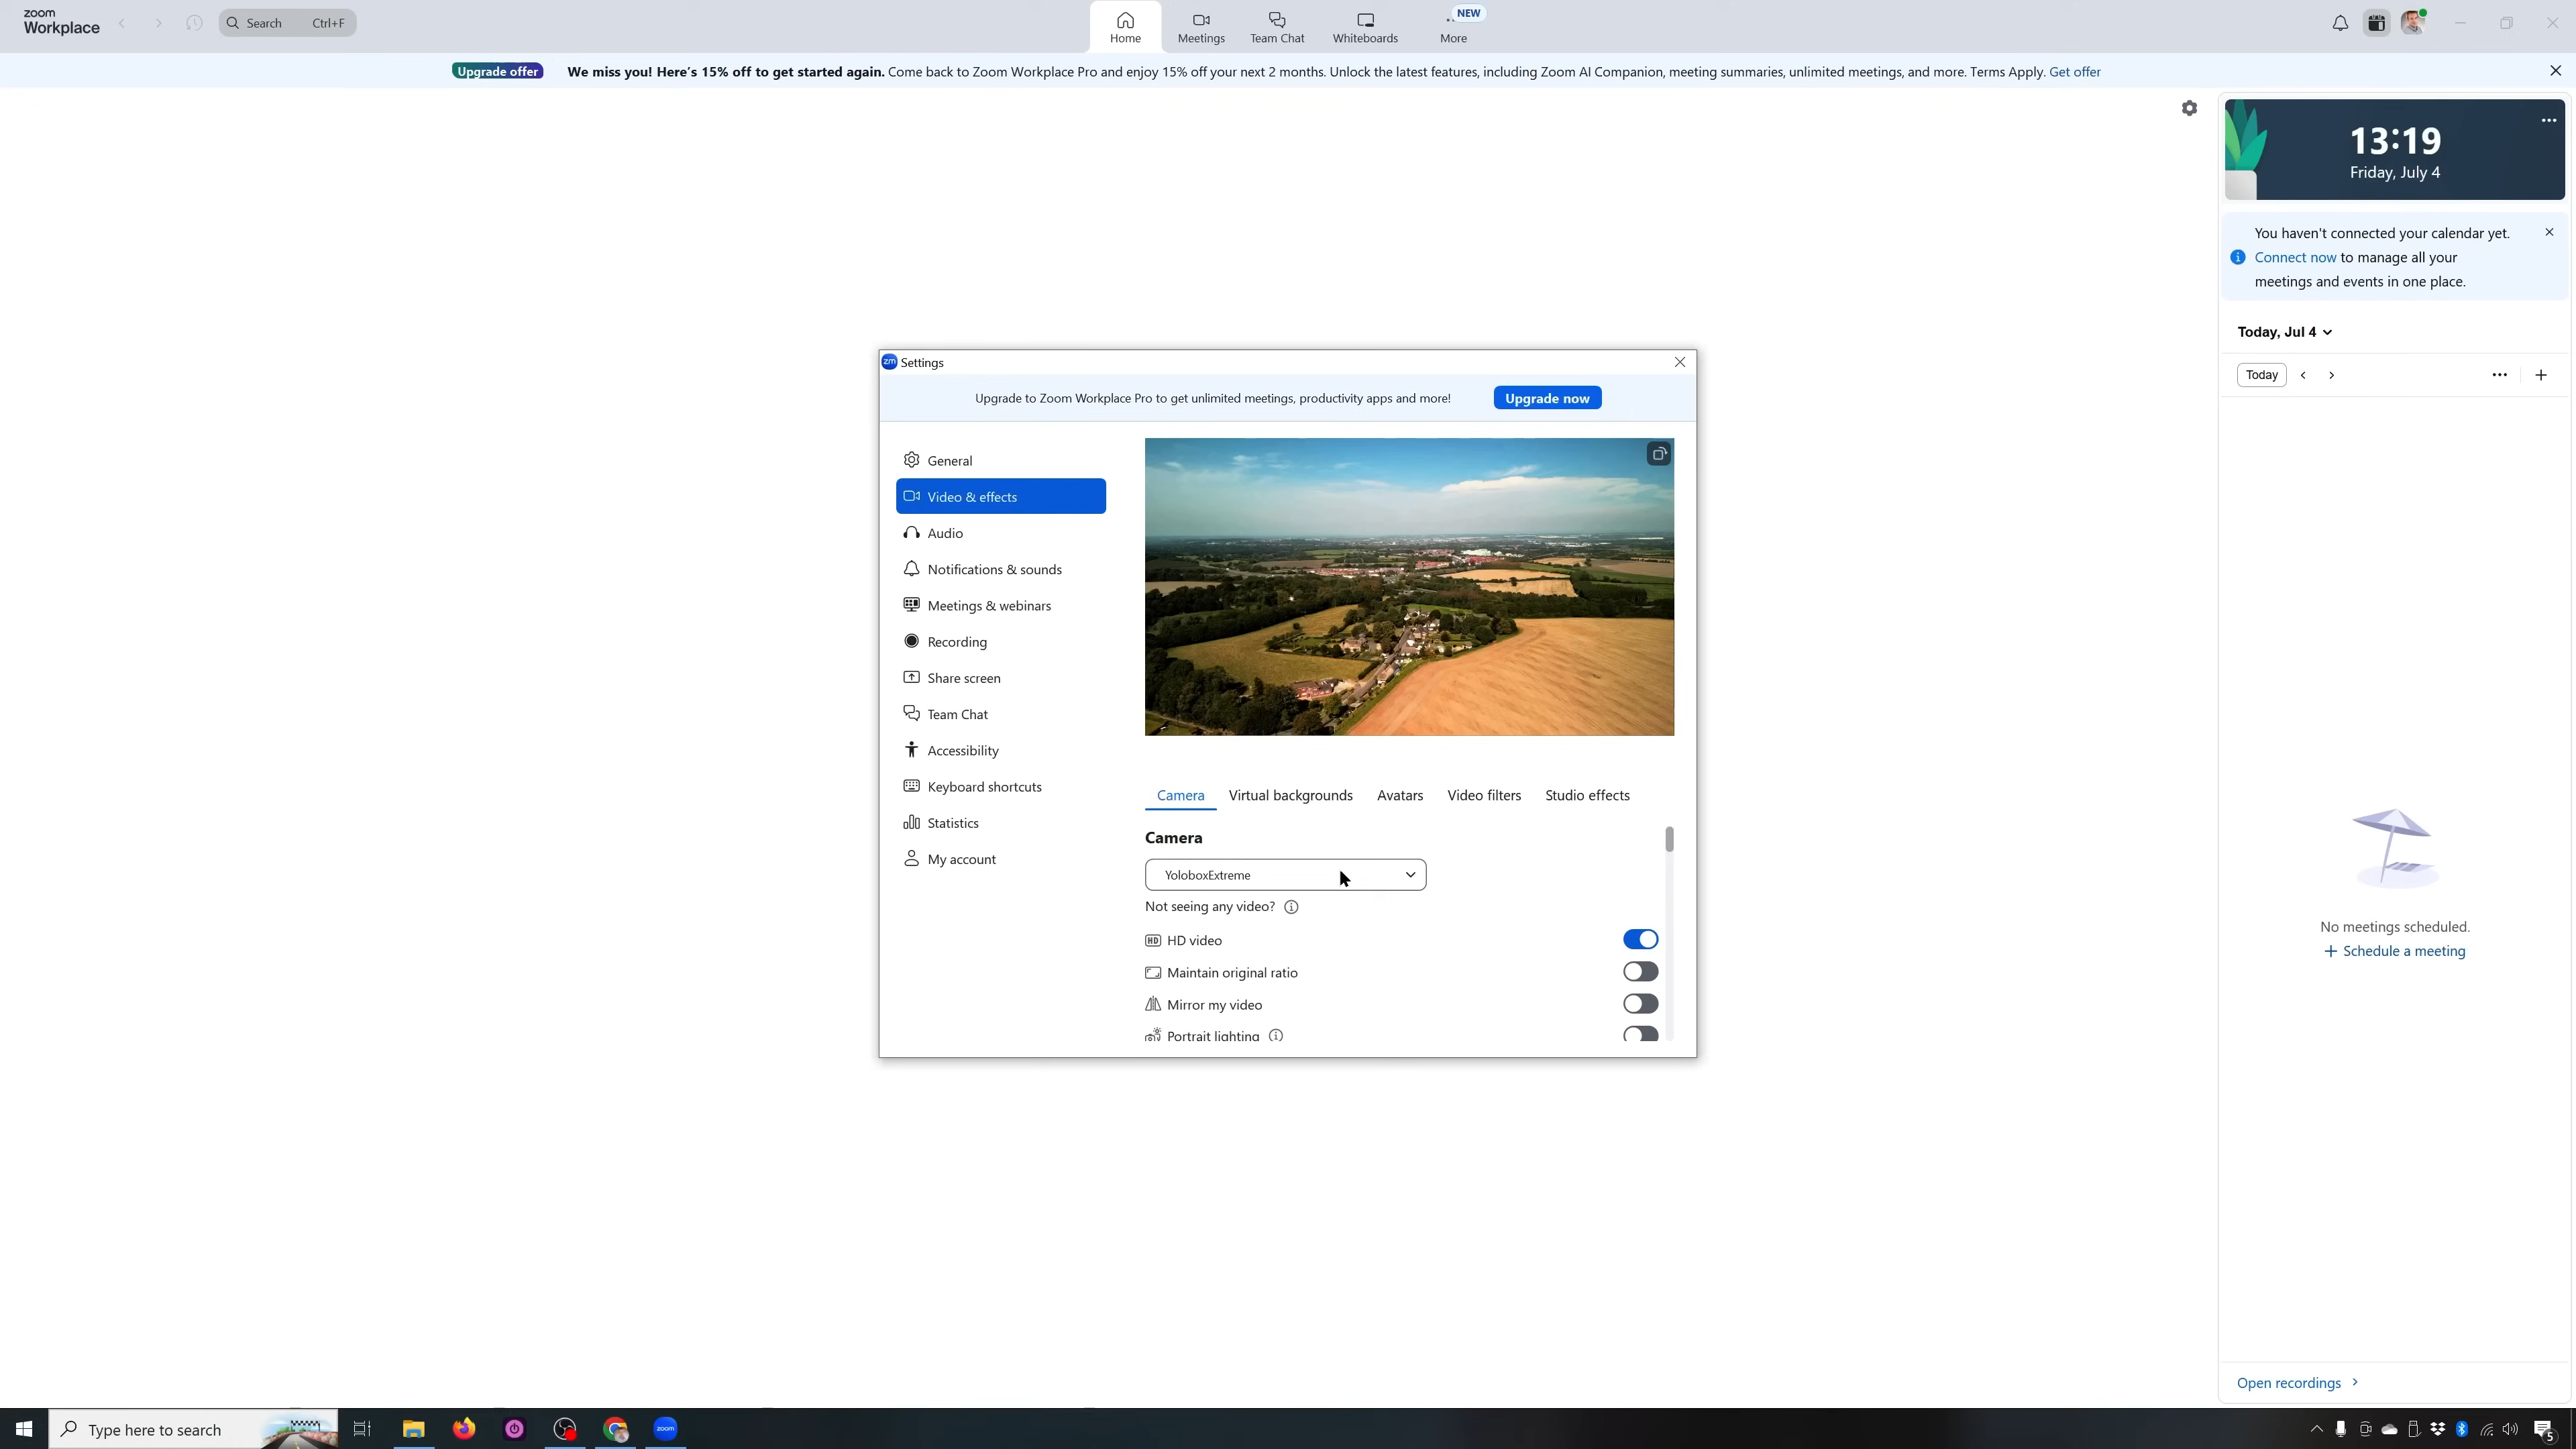 zoom
Workplace
Search Ctrl+F
Home
Meetings
Team Chat
Whiteboards
NEW
More
Upgrade offer We miss you! Here's 15% off to get started again. Come back to Zoom Workplace Pro and enjoy 15% off your next 2 months. Unlock the latest features, including Zoom AI Companion, meeting summaries, unlimited meetings, and more. Terms Apply. Get offer
13:19
Friday, July 4
You haven't connected your calendar yet.
Connect now to manage all your
meetings and events in one place.
Today, Jul 4
Today
No meetings scheduled.
+ Schedule a meeting
Open recordings
zm Settings
Upgrade to Zoom Workplace Pro to get unlimited meetings, productivity apps and more! Upgrade now
General
Video & effects
Audio
Notifications & sounds
Meetings & webinars
Recording
Share screen
Team Chat
Accessibility
Keyboard shortcuts
Statistics
My account
Camera Virtual backgrounds Avatars Video filters Studio effects
Camera
YoloboxExtreme
Not seeing any video?
HD HD video
Maintain original ratio
Mirror my video
Portrait lighting
Type here to search
zoom
5